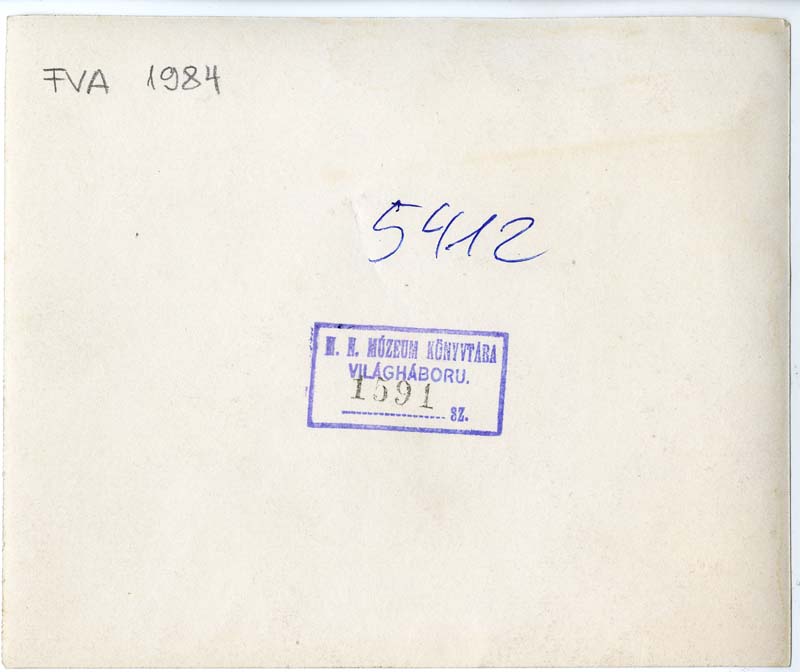 FVA 1984
5412
M. N. MÚZEUM KÖNYVTÁRA
VILÁGHÁBORU.
1591
SZ.